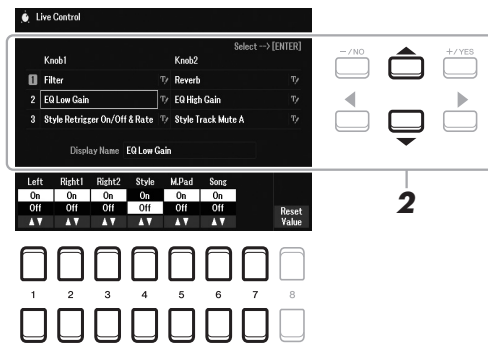 Live Control
Select --> [ENTER]
Knob1 Knob2
1 Filter Reverb
2 EQ Low Gain EQ High Gain
3 Style Retrigger On/Off & Rate Style Track Mute A
Display Name EQ Low Gain
Left Right1 Right2 Style M.Pad Song
On On On On On On
Off Off Off Off Off Off
Reset
Value
-/NO +/YES
2
1 2 3 4 5 6 7 8